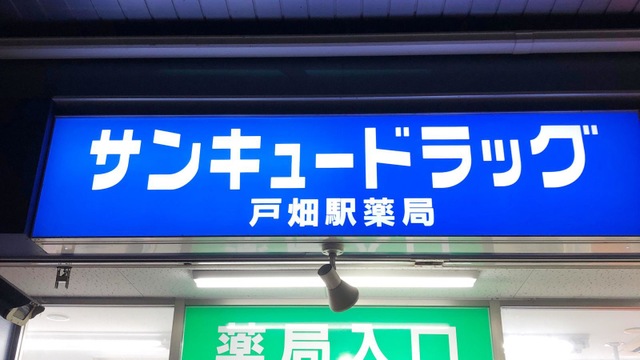 サンキュードラッグ
戸畑駅薬局
薬局入口